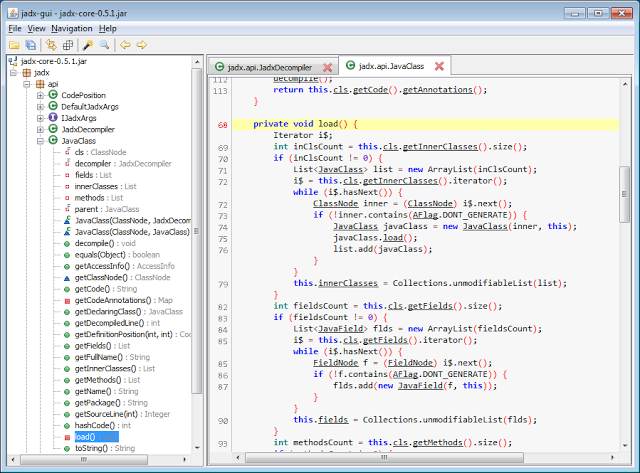 jadx-gui - jadx-core-0.5.1.jar
File View Navigation Help
jadx-core-0.5.1.jar
jadx
api
CodePosition
DefaultJadxArgs
IJadxArgs
JadxDecompiler
JavaClass
cls : ClassNode
decompiler : JadxDecompiler
fields : List
innerClasses : List
methods : List
parent : JavaClass
JavaClass(ClassNode, JadxDecom
JavaClass(ClassNode, JavaClass)
decompile() : void
equals(Object) : boolean
getAccessInfo() : AccessInfo
getClassNode() : ClassNode
getCode() : String
getCodeAnnotations() : Map
getDeclaringClass() : JavaClass
getDecompiledLine() : int
getDefinitionPosition(int, int) : Cod
getFields() : List
getFullName() : String
getInnerClasses() : List
getMethods() : List
getName() : String
getPackage() : String
getSourceLine(int) : Integer
hashCode() : int
load()
toString() : String
jadx.api.JadxDecompiler jadx.api.JavaClass
112 decompile();
113 return this.cls.getCode().getAnnotations();
}
68 private void load() {
Iterator i$;
69 int inClsCount = this.cls.getInnerClasses().size();
70 if (inClsCount != 0) {
71 List<JavaClass> list = new ArrayList(inClsCount);
72 i$ = this.cls.getInnerClasses().iterator();
while (i$.hasNext()) {
72 ClassNode inner = (ClassNode) i$.next();
73 if (!inner.contains(AFlag.DONT_GENERATE)) {
74 JavaClass javaClass = new JavaClass(inner, this);
75 javaClass.load();
76 list.add(javaClass);
}
}
79 this.innerClasses = Collections.unmodifiableList(list);
}
82 int fieldsCount = this.cls.getFields().size();
83 if (fieldsCount != 0) {
84 List<JavaField> flds = new ArrayList(fieldsCount);
85 i$ = this.cls.getFields().iterator();
while (i$.hasNext()) {
85 FieldNode f = (FieldNode) i$.next();
86 if (!f.contains(AFlag.DONT_GENERATE)) {
87 flds.add(new JavaField(f, this));
}
}
90 this.fields = Collections.unmodifiableList(flds);
}
93 int methodsCount = this.cls.getMethods().size();